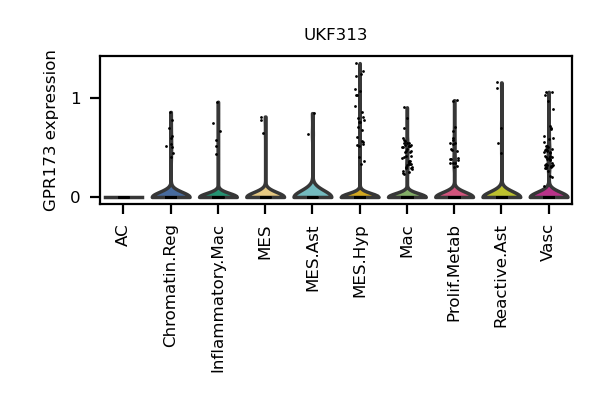 UKF313
GPR173 expression
1
0
AC
Chromatin.Reg
Inflammatory.Mac
MES
MES.Ast
MES.Hyp
Mac
Prolif.Metab
Reactive.Ast
Vasc